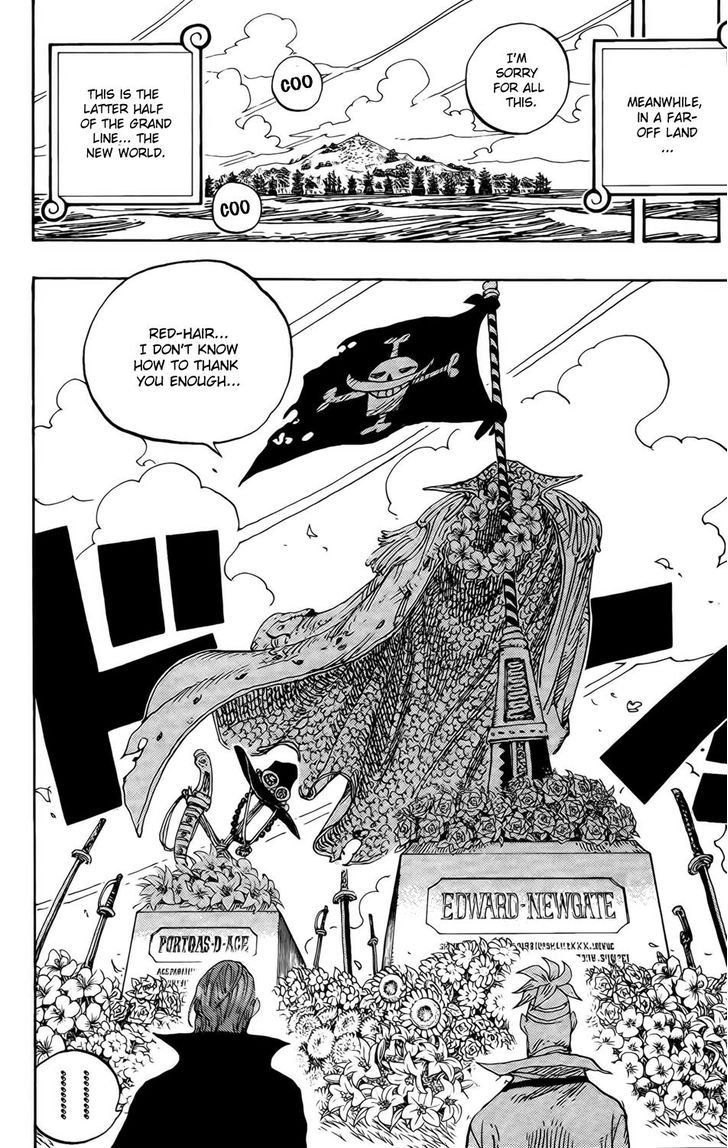 MEANWHILE,
IN A FAR-
OFF LAND
...
I'M
SORRY
FOR ALL
THIS.
COO
COO
THIS IS THE
LATTER HALF
OF THE GRAND
LINE... THE
NEW WORLD.
RED-HAIR...
I DON'T KNOW
HOW TO THANK
YOU ENOUGH...
EDWARD·NEWGATE
PORTGAS·D·ACE